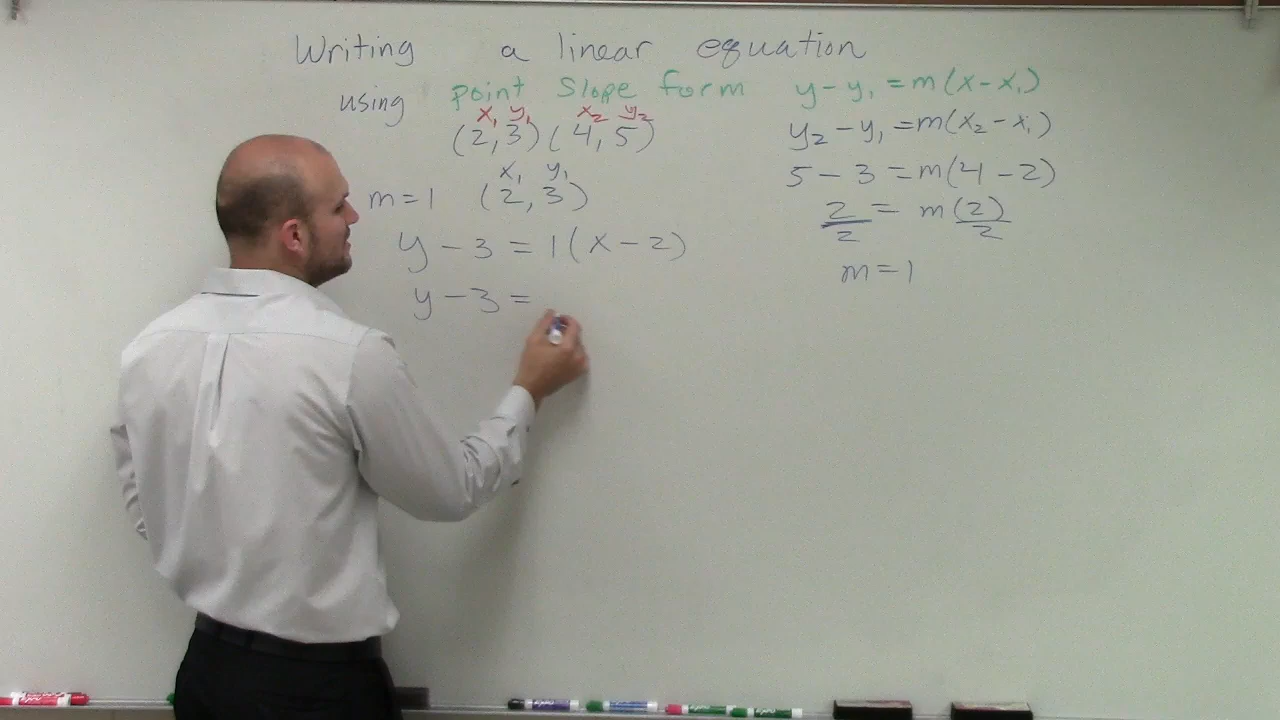 Writing a linear equation
using point slope form y - y₁ = m(x - x₁)
x₁ y₁ x₂ y₂
(2,3) (4,5)
x₁ y₁
m = 1 (2,3)
y - 3 = 1(x - 2)
y - 3 =
y₂ - y₁ = m(x₂ - x₁)
5 - 3 = m(4 - 2)
2 = m(2)
2 2
m = 1